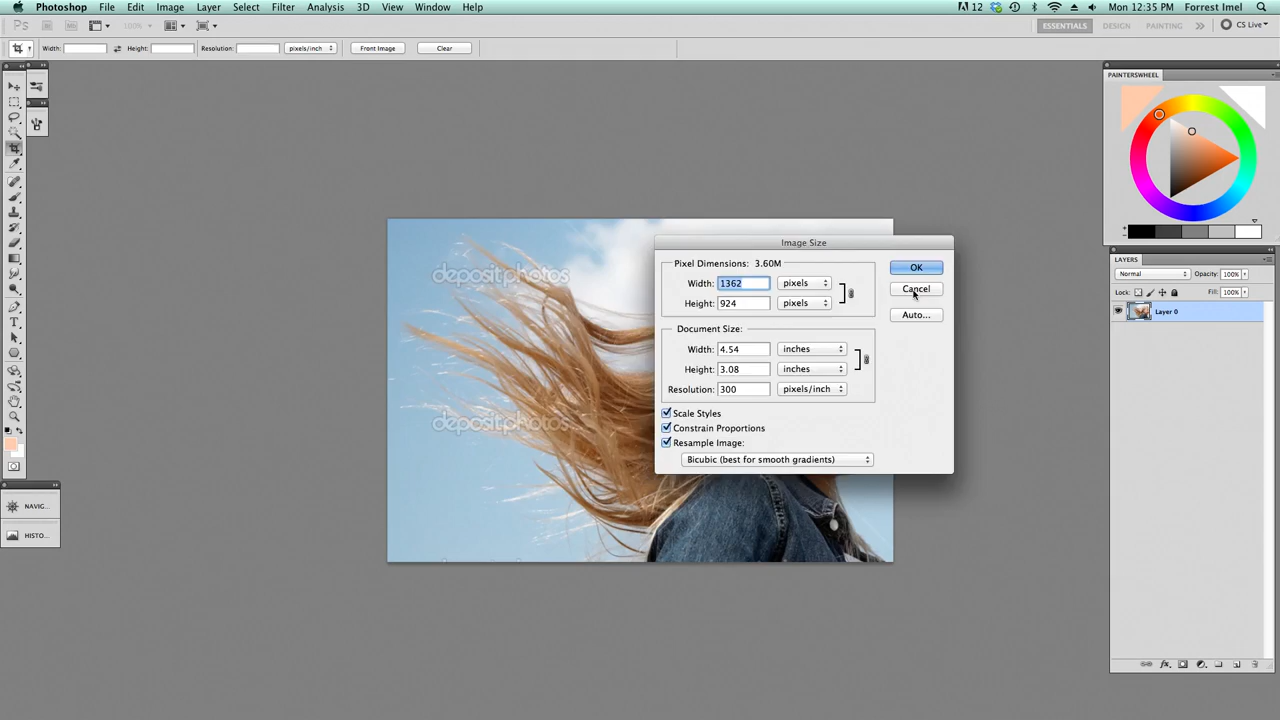 Photoshop File Edit Image Layer Select Filter Analysis 3D View Window Help 12 Mon 12:35 PM Forrest Imel
Ps 100% ESSENTIALS DESIGN PAINTING >> CS Live
Width: Height: Resolution: pixels/inch Front Image Clear
PAINTERSWHEEL
Image Size
Pixel Dimensions: 3.60M
Width: 1362 pixels
Height: 924 pixels
OK
Cancel
Auto...
Document Size:
Width: 4.54 inches
Height: 3.08 inches
Resolution: 300 pixels/inch
Scale Styles
Constrain Proportions
Resample Image:
Bicubic (best for smooth gradients)
depositphotos
depositphotos
LAYERS
Normal Opacity: 100%
Lock: Fill: 100%
Layer 0
fx
NAVIG...
HISTO...